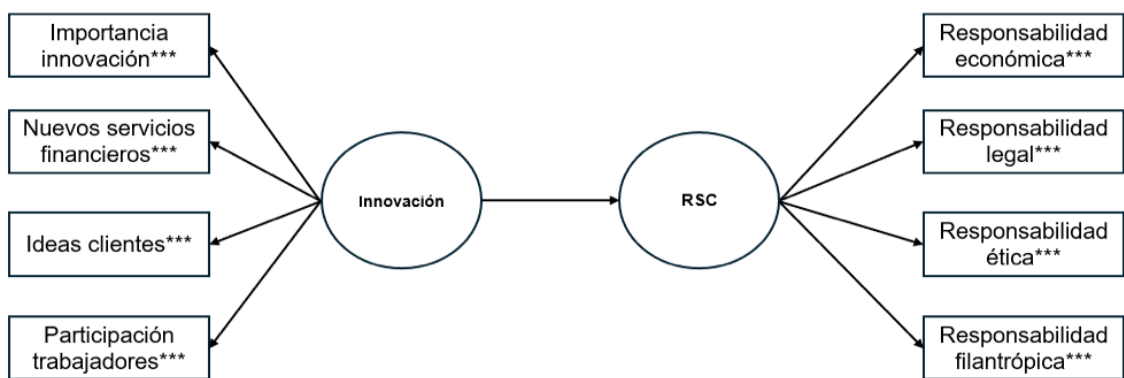 Importancia
innovación***
Nuevos servicios
financieros***
Ideas clientes***
Participación
trabajadores***
Innovación
RSC
Responsabilidad
económica***
Responsabilidad
legal***
Responsabilidad
ética***
Responsabilidad
filantrópica***